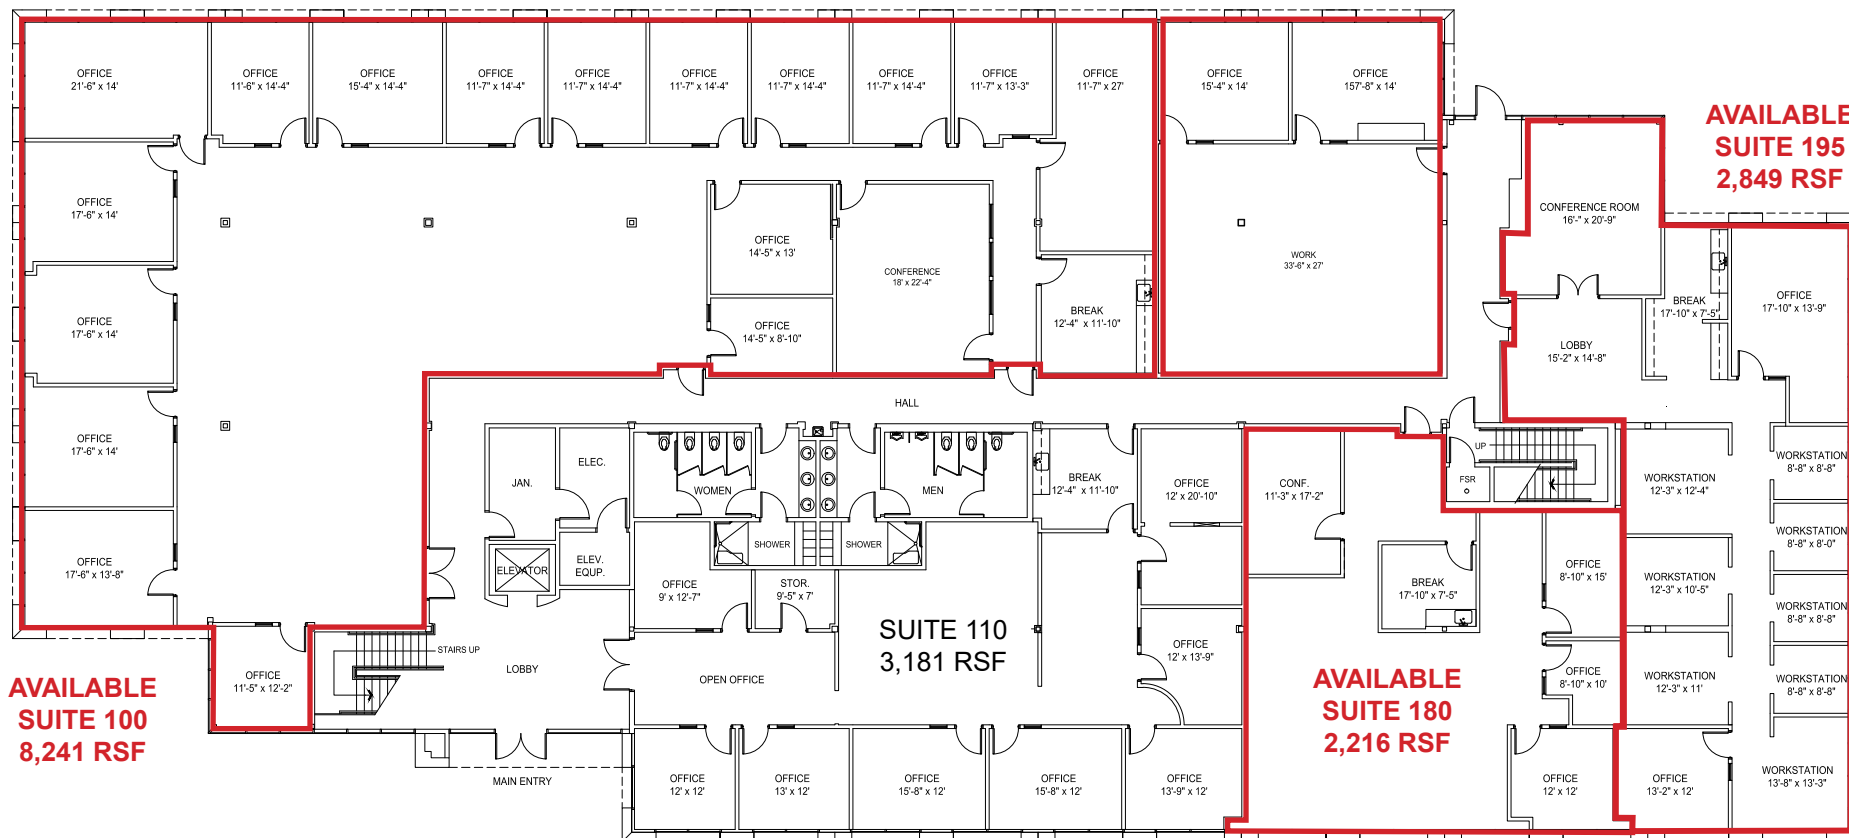 OFFICE
21'-6" x 14'
OFFICE
11'-6" x 14'-4"
OFFICE
15'-4" x 14'-4"
OFFICE
11'-7" x 14'-4"
OFFICE
11'-7" x 14'-4"
OFFICE
11'-7" x 14'-4"
OFFICE
11'-7" x 14'-4"
OFFICE
11'-7" x 14'-4"
OFFICE
11'-7" x 13'-3"
OFFICE
11'-7" x 27'
OFFICE
15'-4" x 14'
OFFICE
157'-8" x 14'
AVAILABLE
SUITE 195
2,849 RSF
OFFICE
17'-6" x 14'
CONFERENCE ROOM
16'-" x 20'-9"
OFFICE
14'-5" x 13'
CONFERENCE
18' x 22'-4"
WORK
33'-6" x 27'
OFFICE
17'-6" x 14'
OFFICE
14'-5" x 8'-10"
BREAK
12'-4" x 11'-10"
BREAK
17'-10" x 7'-5"
OFFICE
17'-10" x 13'-9"
LOBBY
15'-2" x 14'-8"
HALL
OFFICE
17'-6" x 14'
JAN.
ELEC.
WOMEN
MEN
BREAK
12'-4" x 11'-10"
OFFICE
12' x 20'-10"
CONF.
11'-3" x 17'-2"
UP
FSR
WORKSTATION
12'-3" x 12'-4"
WORKSTATION
8'-8" x 8'-8"
WORKSTATION
8'-8" x 8'-0"
OFFICE
17'-6" x 13'-8"
ELEVATOR
ELEV.
EQUP.
SHOWER
SHOWER
OFFICE
9' x 12'-7"
STOR.
9'-5" x 7'
BREAK
17'-10" x 7'-5"
OFFICE
8'-10" x 15'
WORKSTATION
12'-3" x 10'-5"
WORKSTATION
8'-8" x 8'-8"
SUITE 110
3,181 RSF
STAIRS UP
LOBBY
OPEN OFFICE
OFFICE
12' x 13'-9"
OFFICE
8'-10" x 10'
WORKSTATION
12'-3" x 11'
WORKSTATION
8'-8" x 8'-8"
OFFICE
11'-5" x 12'-2"
AVAILABLE
SUITE 100
8,241 RSF
AVAILABLE
SUITE 180
2,216 RSF
MAIN ENTRY
OFFICE
12' x 12'
OFFICE
13' x 12'
OFFICE
15'-8" x 12'
OFFICE
15'-8" x 12'
OFFICE
13'-9" x 12'
OFFICE
12' x 12'
OFFICE
13'-2" x 12'
WORKSTATION
13'-8" x 13'-3"